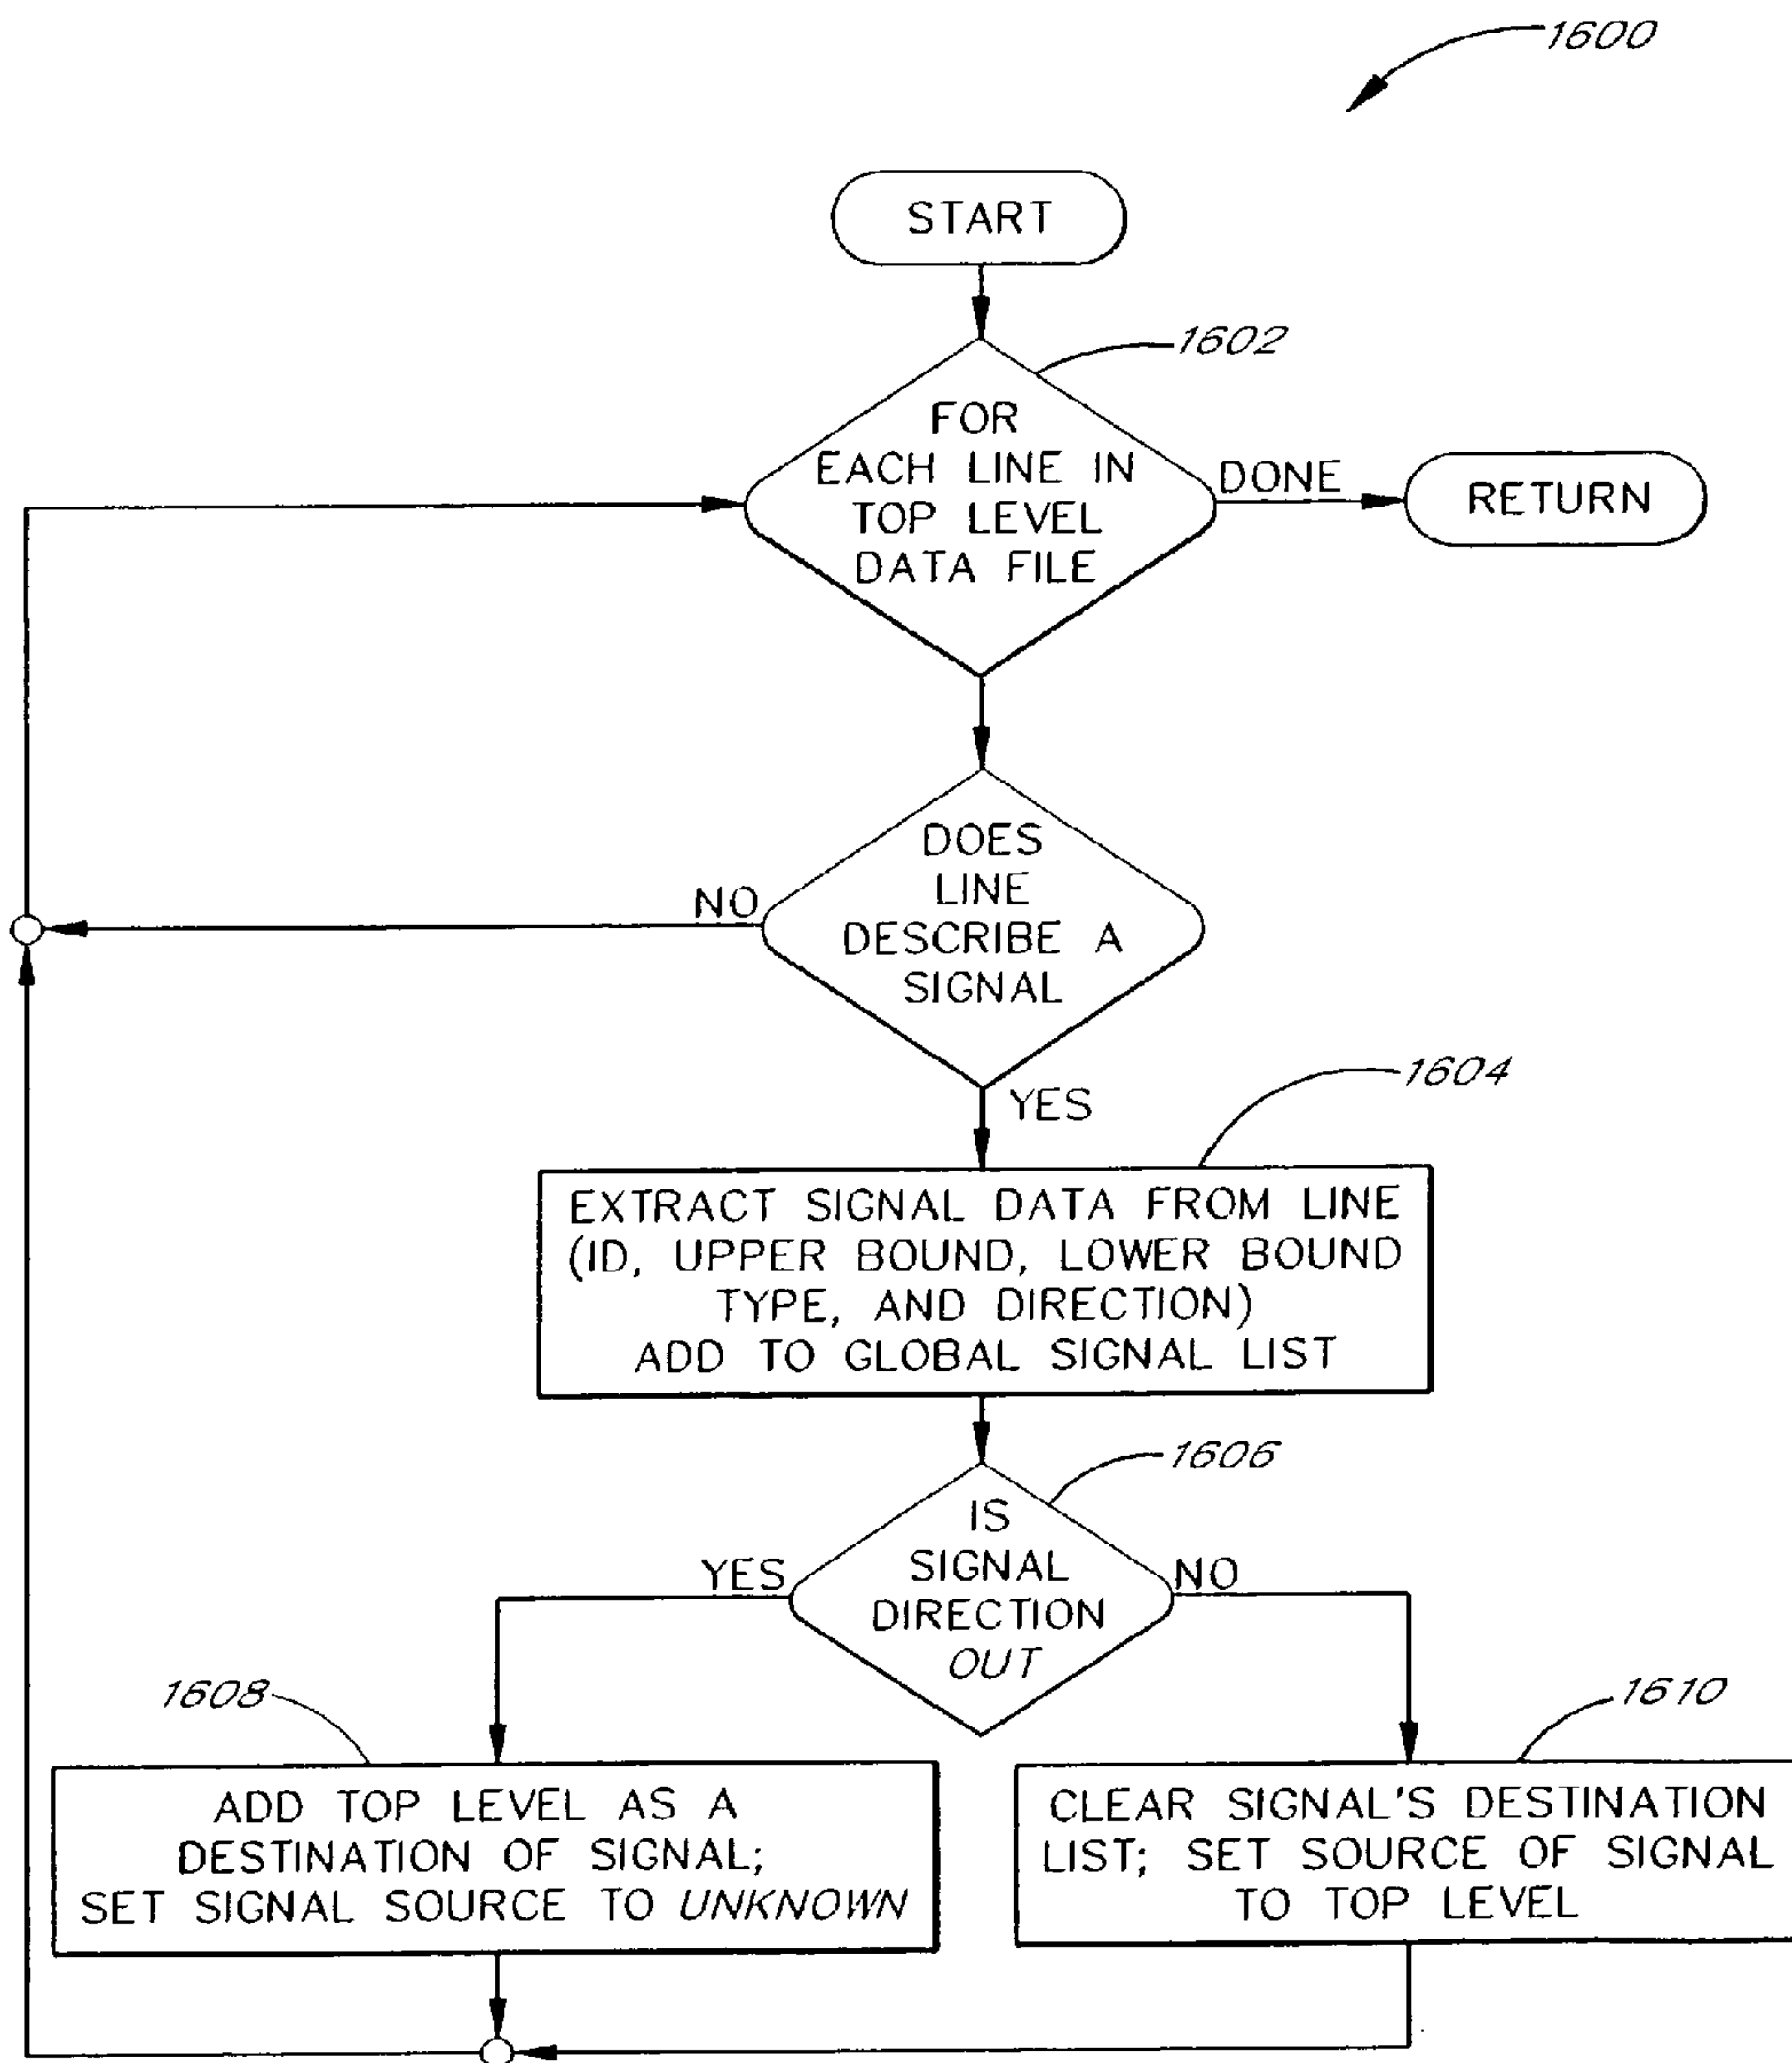 1600
START
1602
FOR
EACH LINE IN
TOP LEVEL
DATA FILE
DONE
RETURN
DOES
LINE
DESCRIBE A
SIGNAL
NO
YES
1604
EXTRACT SIGNAL DATA FROM LINE
(ID, UPPER BOUND, LOWER BOUND
TYPE, AND DIRECTION)
ADD TO GLOBAL SIGNAL LIST
1606
IS
SIGNAL
DIRECTION
OUT
YES
NO
1608
ADD TOP LEVEL AS A
DESTINATION OF SIGNAL;
SET SIGNAL SOURCE TO UNKNOWN
1610
CLEAR SIGNAL'S DESTINATION
LIST; SET SOURCE OF SIGNAL
TO TOP LEVEL